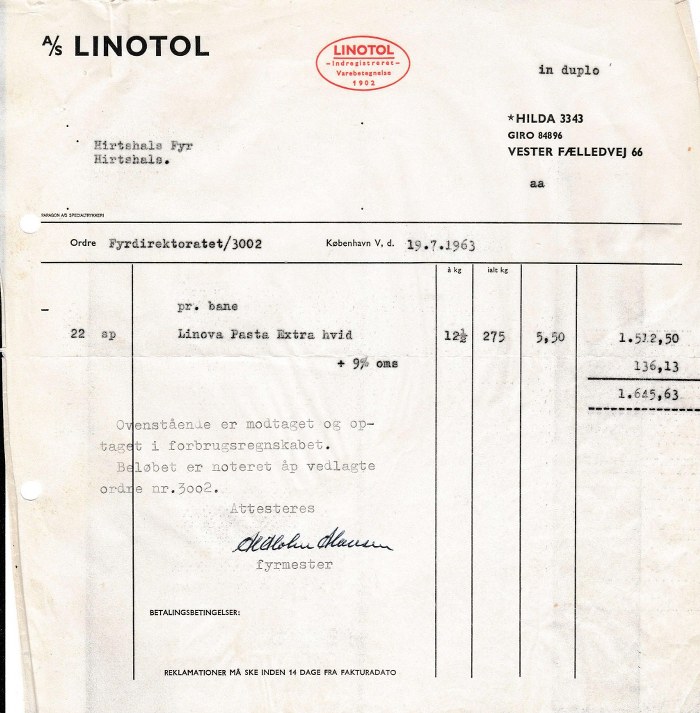 A/S LINOTOL
LINOTOL
-Indregistreret-
Varebetegnelse
1902
in duplo
*HILDA 3343
GIRO 84896
VESTER FÆLLEDVEJ 66
aa
Hirtshals Fyr
Hirtshals.
PARAGON A/S SPECIALTRYKKERI
Ordre Fyrdirektoratet/3002 København V, d. 19.7.1963
à kg ialt kg
pr. bane
22 sp Linova Pasta Extra hvid 12½ 275 5,50 1.512,50
+ 9% oms 136,13
1.648,63
Ovenstående er modtaget og op-
taget i forbrugsregnskabet.
Beløbet er noteret åp vedlagte
ordre nr.3002.
Attesteres
fyrmester
BETALINGSBETINGELSER:
REKLAMATIONER MÅ SKE INDEN 14 DAGE FRA FAKTURADATO